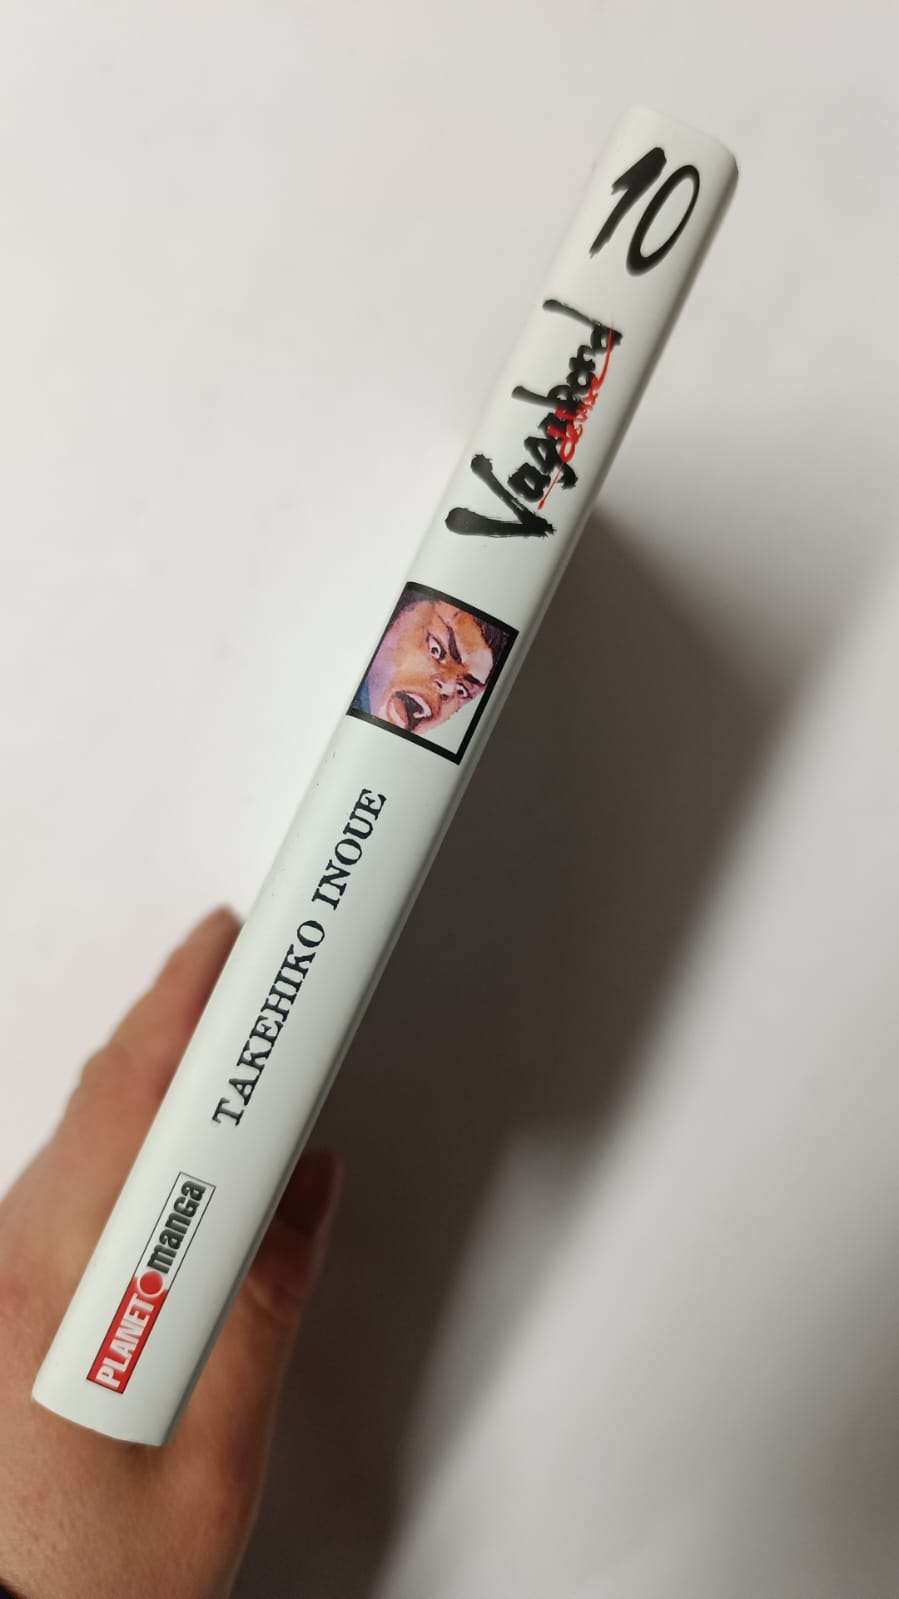 10
Vagabond
TAKEHIKO INOUE
PLANET manga